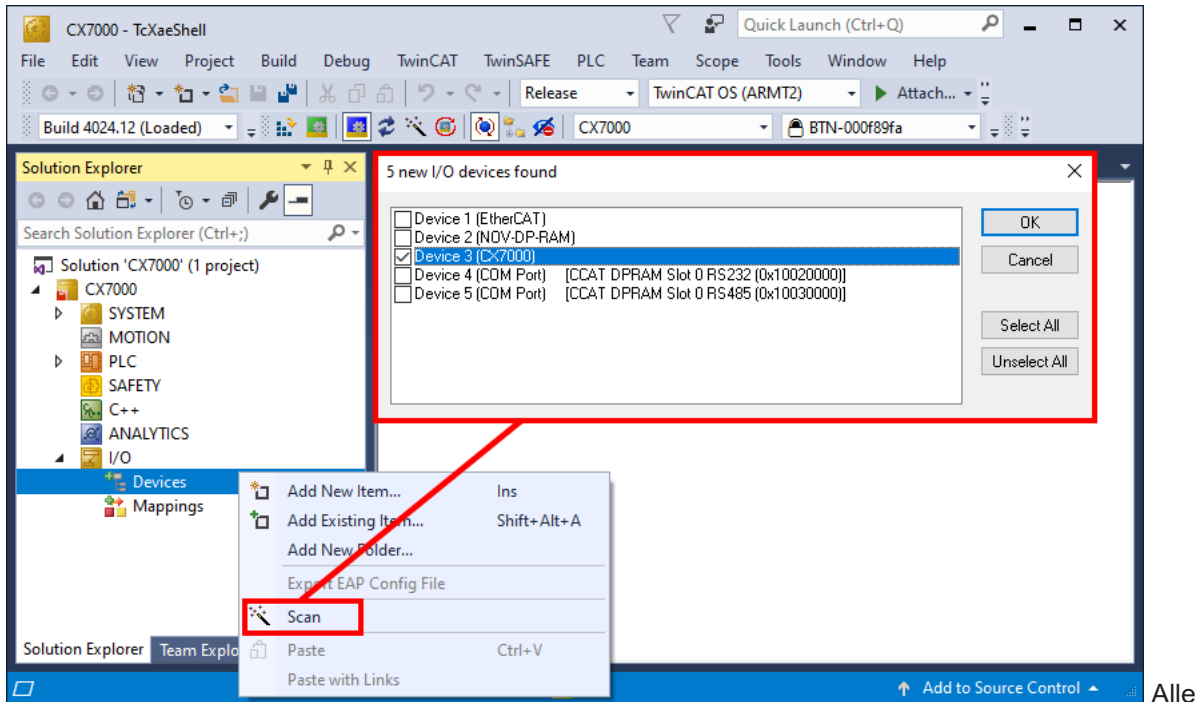 CX7000 - TcXaeShell
Quick Launch (Ctrl+Q)
File Edit View Project Build Debug TwinCAT TwinSAFE PLC Team Scope Tools Window Help
Release TwinCAT OS (ARMT2) Attach...
Build 4024.12 (Loaded) CX7000 BTN-000f89fa
Solution Explorer
Search Solution Explorer (Ctrl+;)
Solution 'CX7000' (1 project)
CX7000
SYSTEM
MOTION
PLC
SAFETY
C++
ANALYTICS
I/O
Devices
Mappings
Solution Explorer Team Explo
5 new I/O devices found
Device 1 (EtherCAT)
Device 2 (NOV-DP-RAM)
Device 3 (CX7000)
Device 4 (COM Port) [CCAT DPRAM Slot 0 RS232 (0x10020000)]
Device 5 (COM Port) [CCAT DPRAM Slot 0 RS485 (0x10030000)]
OK
Cancel
Select All
Unselect All
Add New Item... Ins
Add Existing Item... Shift+Alt+A
Add New Folder...
Export EAP Config File
Scan
Paste Ctrl+V
Paste with Links
Add to Source Control
Alle